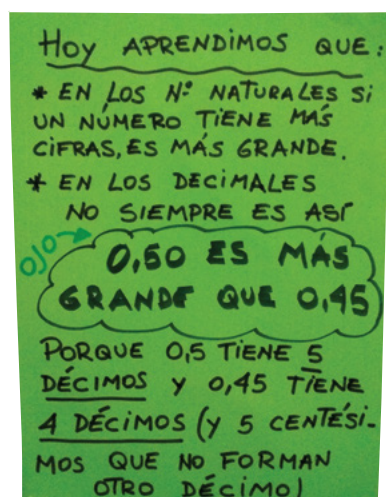 HOY APRENDIMOS QUE:
* EN LOS Nº NATURALES SI
UN NÚMERO TIENE MÁS
CIFRAS, ES MÁS GRANDE.
* EN LOS DECIMALES
NO SIEMPRE ES ASÍ
OJO→
0,50 ES MÁS
GRANDE QUE 0,45
PORQUE 0,5 TIENE 5
DÉCIMOS Y 0,45 TIENE
4 DÉCIMOS (Y 5 CENTÉSI-
MOS QUE NO FORMAN
OTRO DÉCIMO)